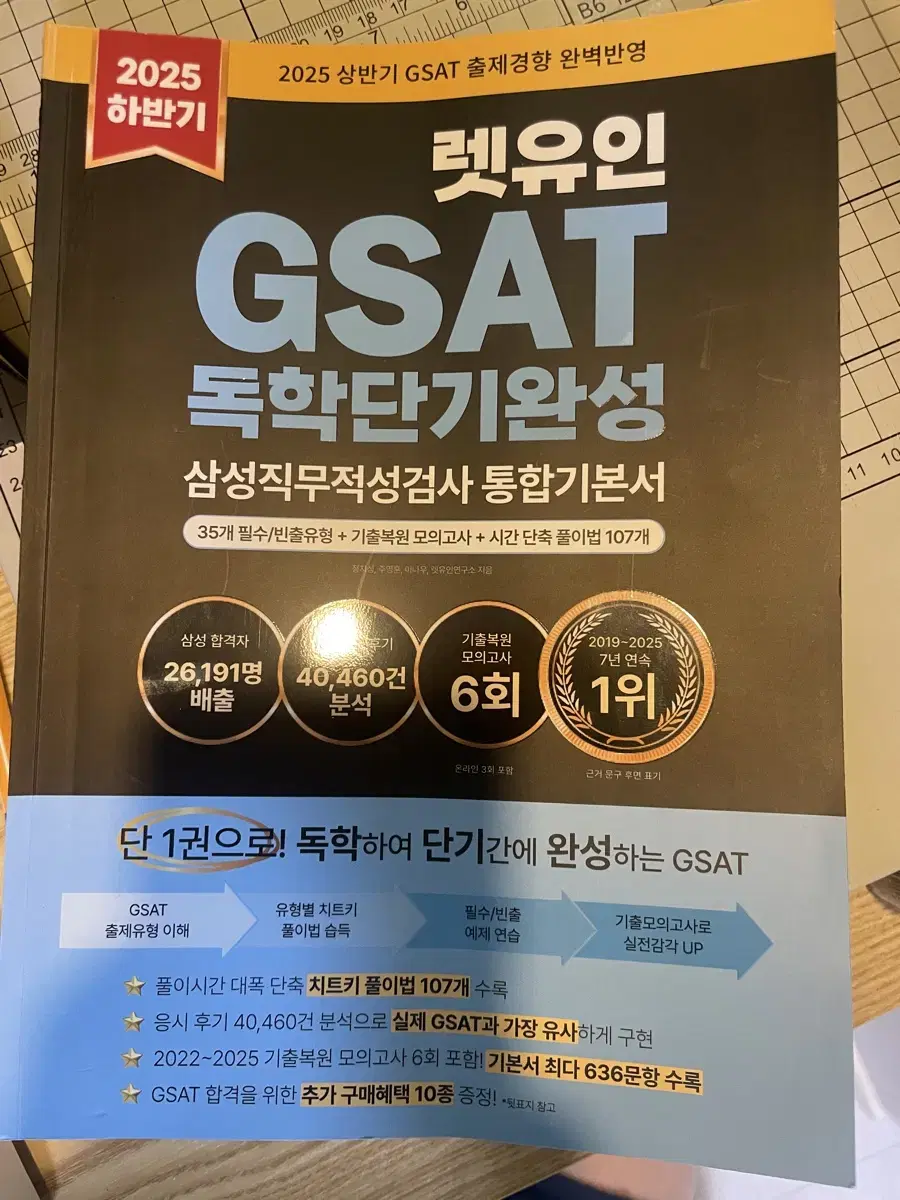 2025
하반기
2025 상반기 GSAT 출제경향 완벽반영
렛유인
GSAT
독학단기완성
삼성직무적성검사 통합기본서
35개 필수/빈출유형 + 기출복원 모의고사 + 시간 단축 풀이법 107개
렛유인연구소 지음
삼성 합격자
26,191명
배출
후기
40,460건
분석
기출복원
모의고사
6회
온라인 3회 포함
2019~2025
7년 연속
1위
근거 문구 후면 표기
단 1권으로! 독학하여 단기간에 완성하는 GSAT
GSAT
출제유형 이해
유형별 치트키
풀이법 습득
필수/빈출
예제 연습
기출모의고사로
실전감각 UP
풀이시간 대폭 단축 치트키 풀이법 107개 수록
응시 후기 40,460건 분석으로 실제 GSAT과 가장 유사하게 구현
2022~2025 기출복원 모의고사 6회 포함! 기본서 최다 636문항 수록
GSAT 합격을 위한 추가 구매혜택 10종 증정! *뒷표지 참고
B6
11 10